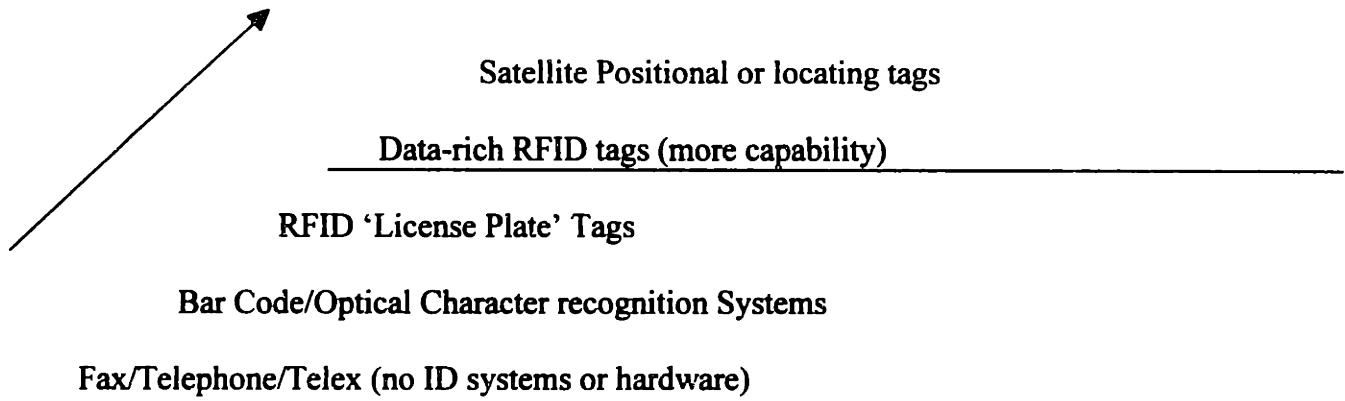 Satellite Positional or locating tags
Data-rich RFID tags (more capability)
RFID ‘License Plate’ Tags
Bar Code/Optical Character recognition Systems
Fax/Telephone/Telex (no ID systems or hardware)